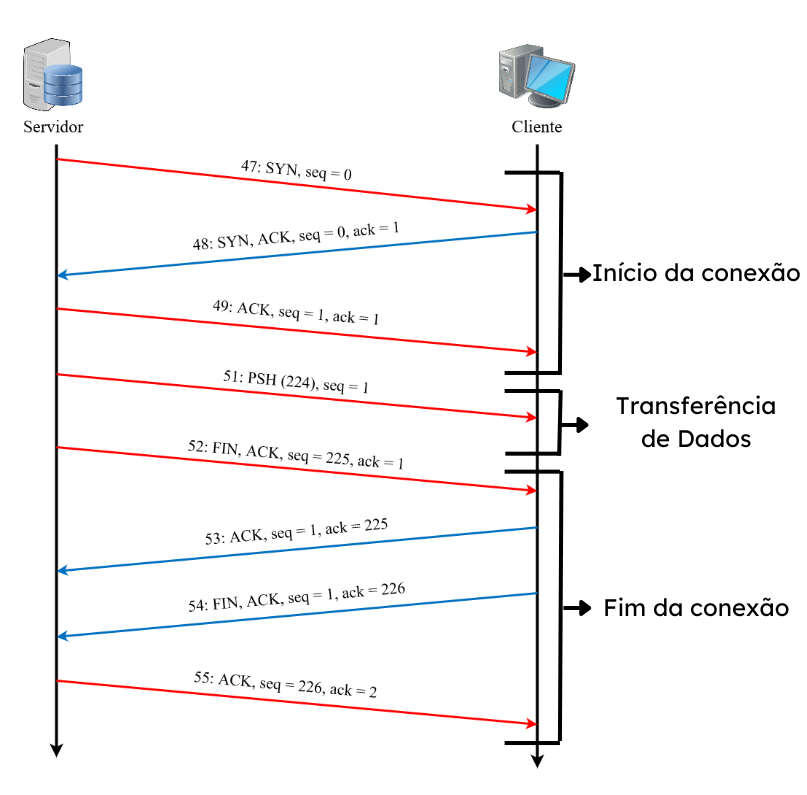 Servidor
Cliente
47: SYN, seq = 0
48: SYN, ACK, seq = 0, ack = 1
Início da conexão
49: ACK, seq = 1, ack = 1
51: PSH (224), seq = 1
Transferência
de Dados
52: FIN, ACK, seq = 225, ack = 1
53: ACK, seq = 1, ack = 225
54: FIN, ACK, seq = 1, ack = 226
Fim da conexão
55: ACK, seq = 226, ack = 2